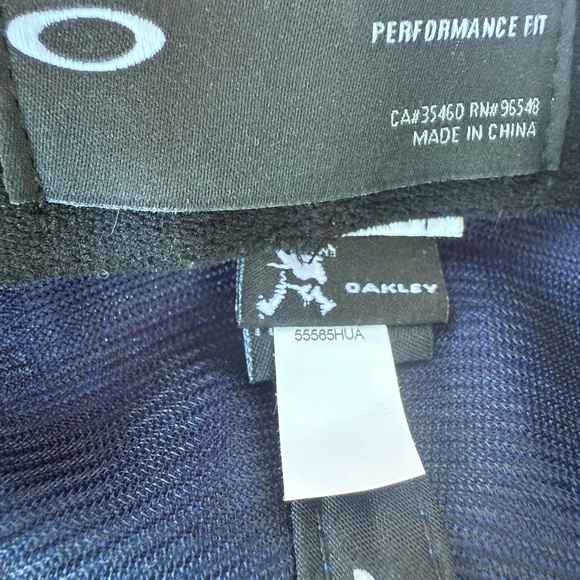 PERFORMANCE FIT
CA#35460 RN# 96548
MADE IN CHINA
OAKLEY
55565HUA